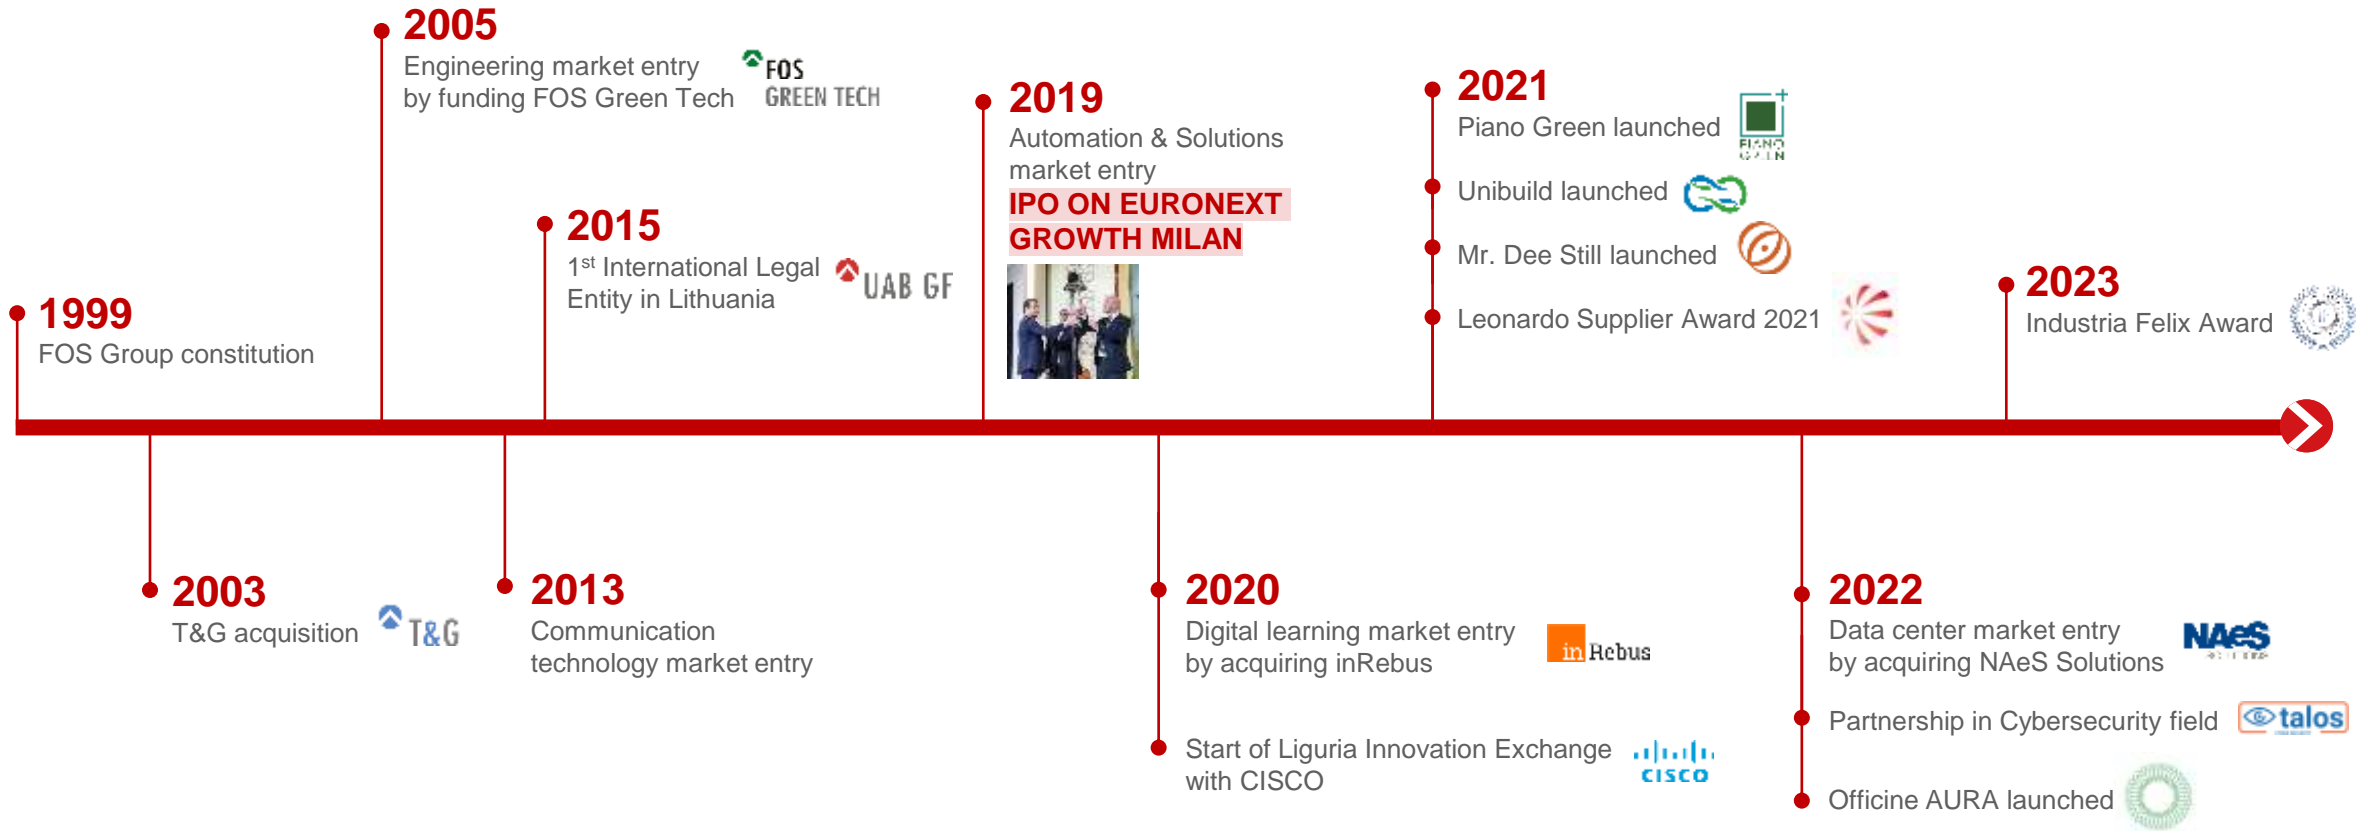 2005
Engineering market entry
by funding FOS Green Tech
FOS
GREEN TECH
2019
Automation & Solutions
market entry
IPO ON EURONEXT
GROWTH MILAN
2021
Piano Green launched
PIANO
GREEN
Unibuild launched
Mr. Dee Still launched
Leonardo Supplier Award 2021
2015
1st International Legal
Entity in Lithuania
UAB GF
1999
FOS Group constitution
2023
Industria Felix Award
2003
T&G acquisition
T&G
2013
Communication
technology market entry
2020
Digital learning market entry
by acquiring inRebus
in Rebus
Start of Liguria Innovation Exchange
with CISCO
CISCO
2022
Data center market entry
by acquiring NAeS Solutions
NAeS
Partnership in Cybersecurity field
talos
Officine AURA launched